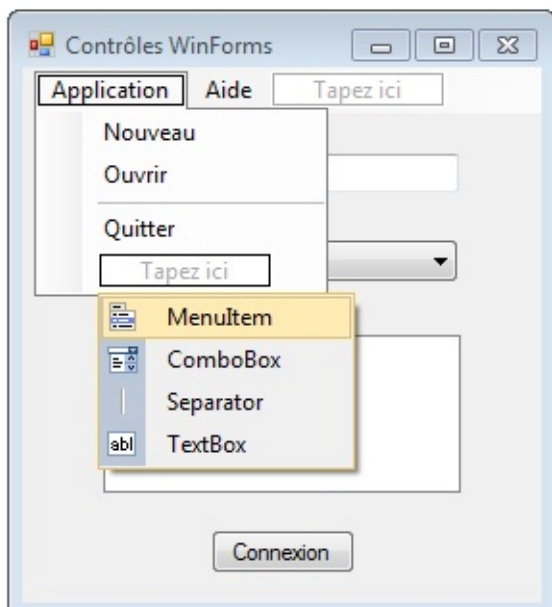 Contrôles WinForms
Application Aide Tapez ici
Nouveau
Ouvrir
Quitter
Tapez ici
MenuItem
ComboBox
Separator
abl TextBox
Connexion